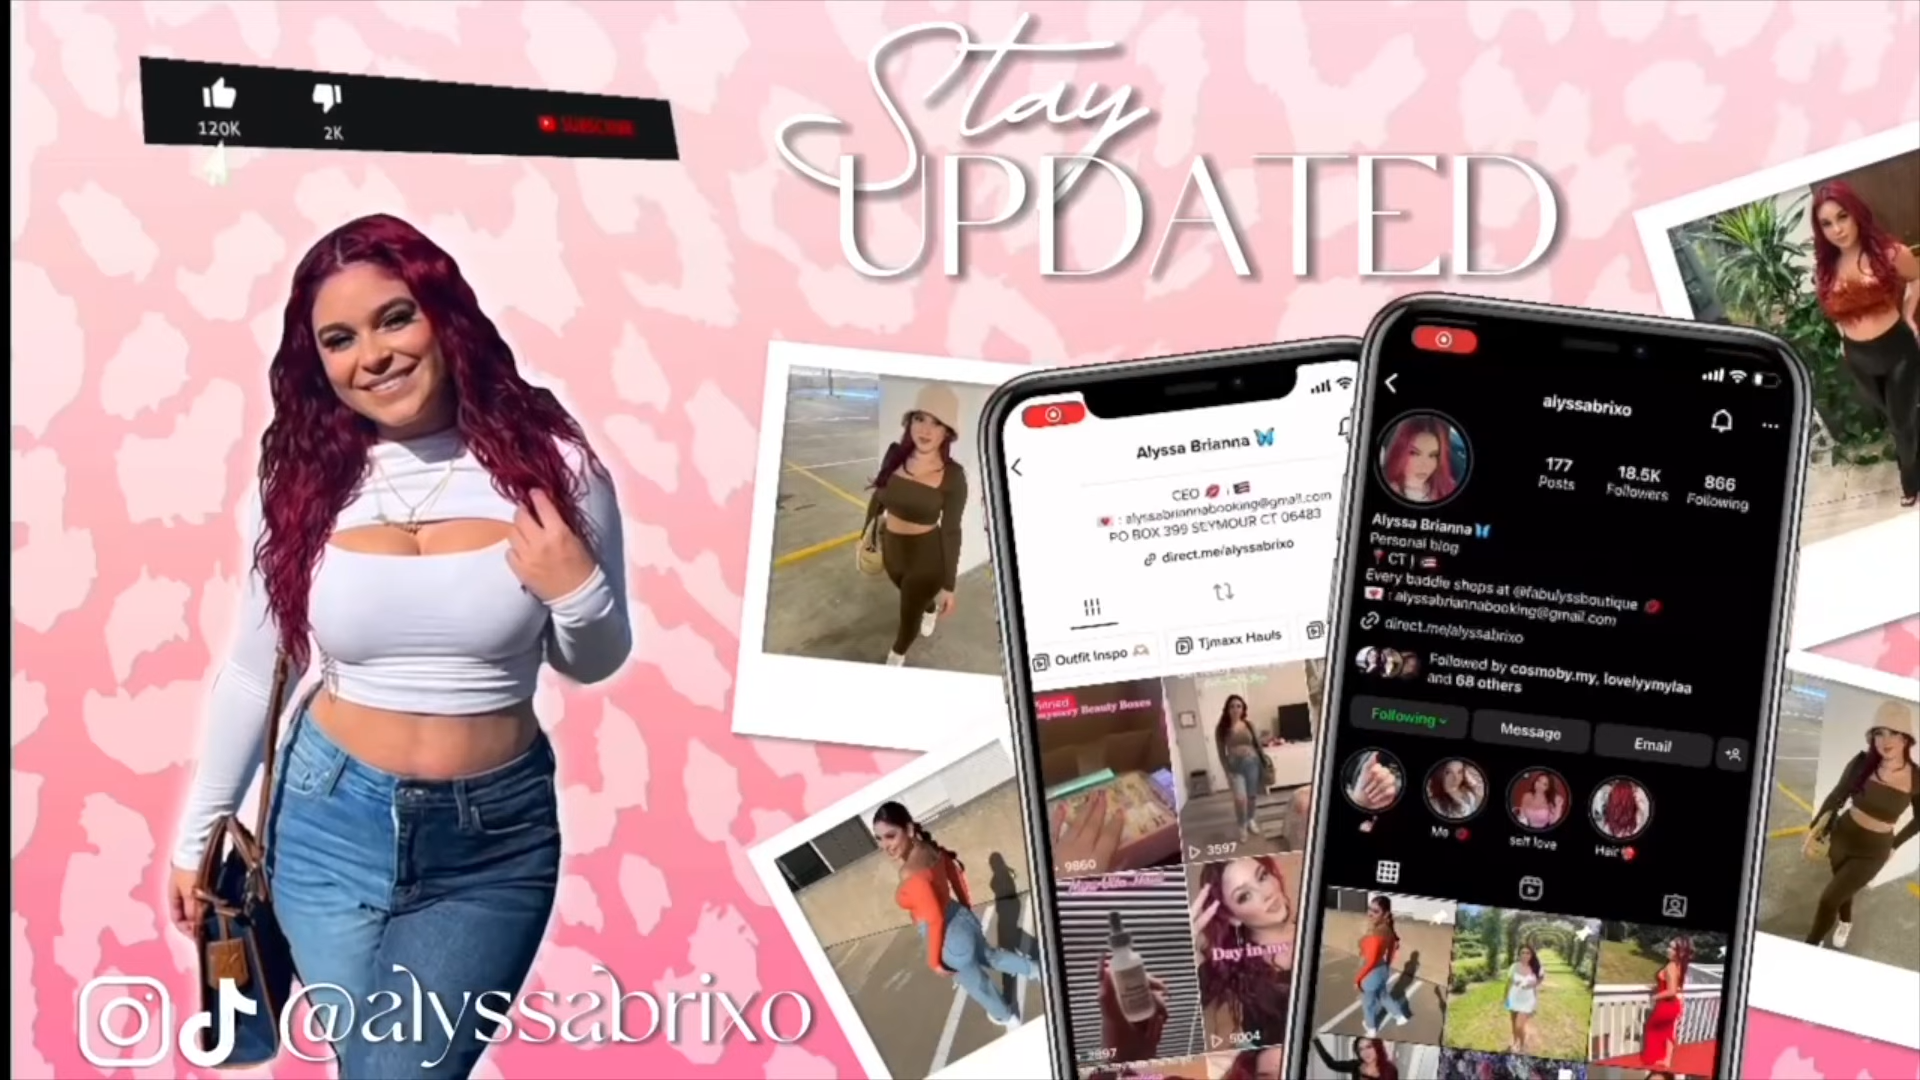 120K
2K
SUBSCRIBE
Stay
UPDATED
Alyssa Brianna
CEO
: alyssabriannabooking@gmail.com
PO BOX 399 SEYMOUR CT 06483
direct.me/alyssabrixo
Outfit Inspo
Tjmaxx Hauls
Mystery Beauty Boxes
9860
3597
Day in my
2897
5004
alyssabrixo
177
Posts
18.5K
Followers
866
Following
Alyssa Brianna
Personal blog
CT |
Every baddie shops at @fabulyssboutique
: alyssabriannabooking@gmail.com
direct.me/alyssabrixo
Followed by cosmoby.my, lovelyymylaa
and 68 others
Following
Message
Email
Me
self love
Hair
@alyssabrixo